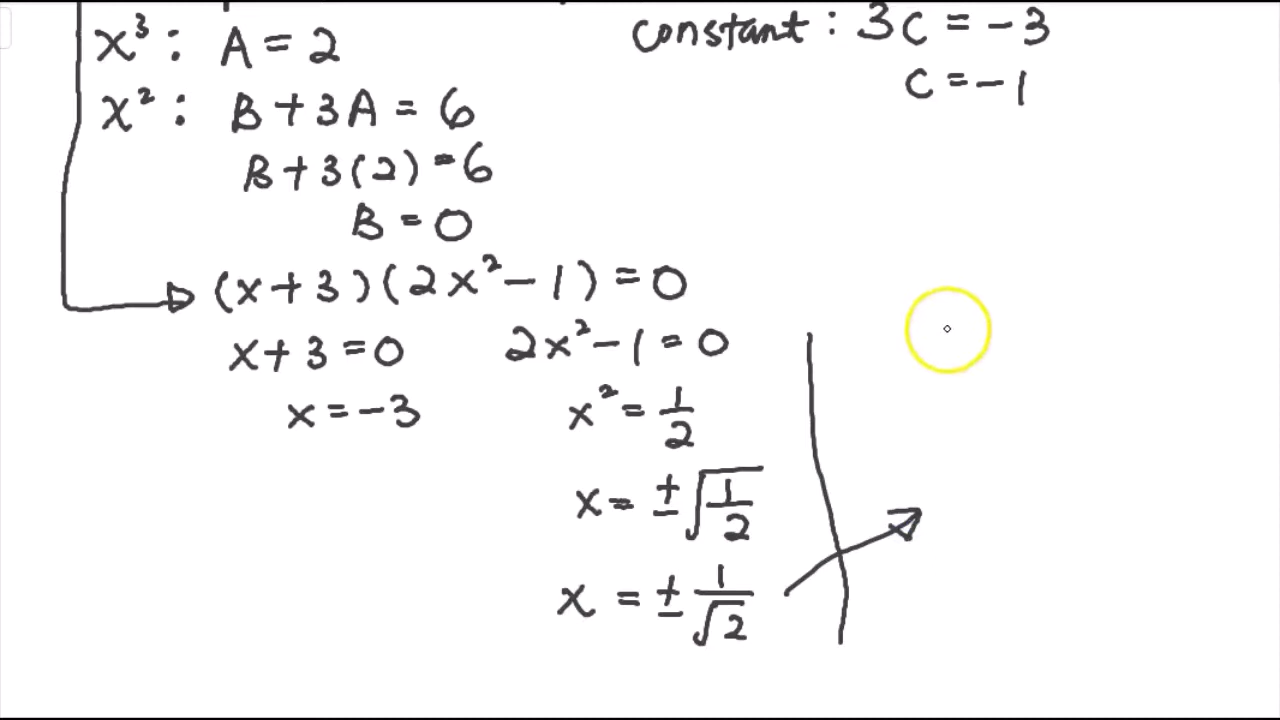 x³ : A = 2
x² : B + 3A = 6
B + 3(2) = 6
B = 0
constant : 3C = -3
C = -1
(x + 3)(2x² - 1) = 0
x + 3 = 0
x = -3
2x² - 1 = 0
x² = 1/2
x = ±√(1/2)
x = ± 1/√2